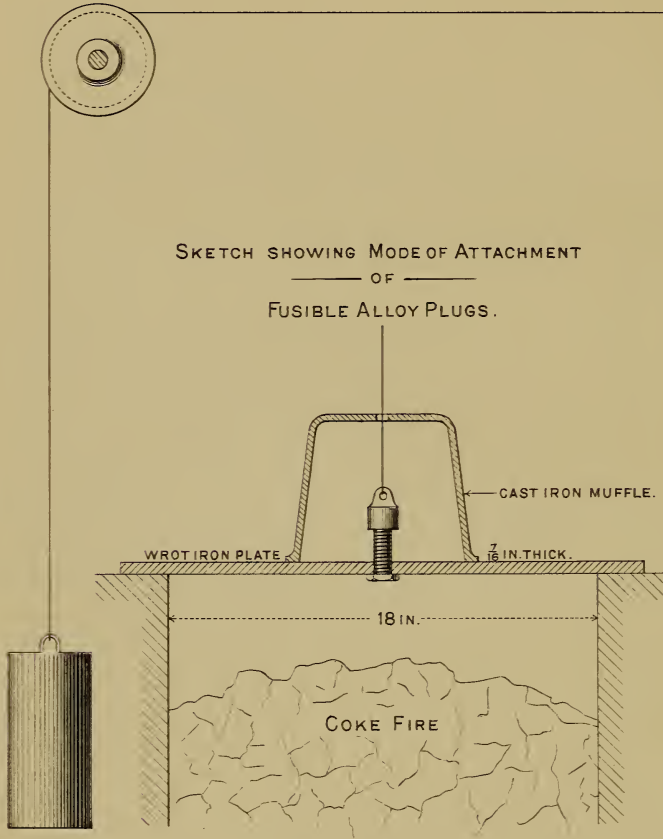 SKETCH SHOWING MODE OF ATTACHMENT
OF
FUSIBLE ALLOY PLUGS.
CAST IRON MUFFLE.
WROT IRON PLATE
7/16 IN. THICK.
18 IN.
COKE FIRE